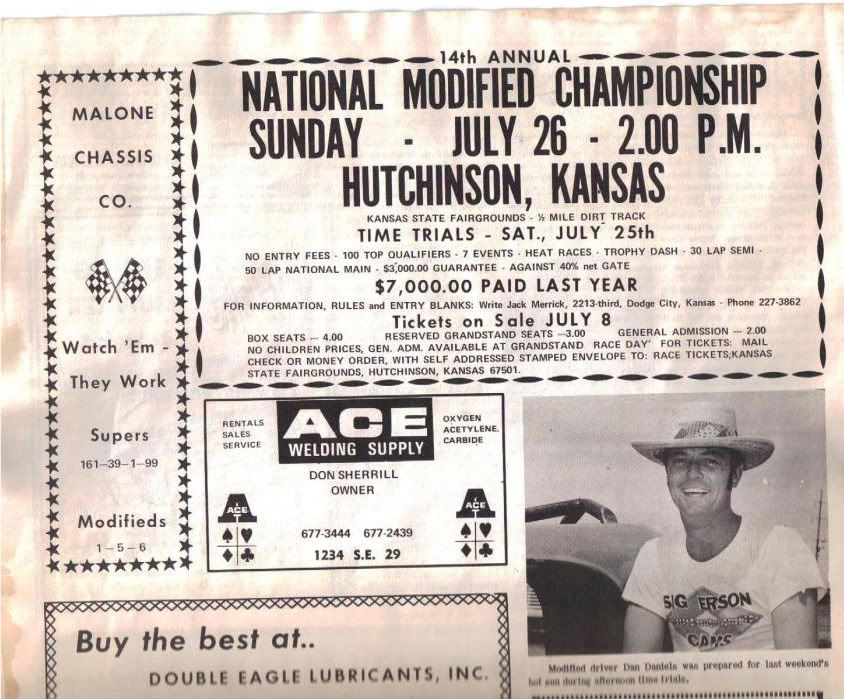 MALONE
CHASSIS
CO.
Watch 'Em -
They Work
Supers
161-39-1-99
Modifieds
1-5-6
14th ANNUAL
NATIONAL MODIFIED CHAMPIONSHIP
SUNDAY - JULY 26 - 2.00 P.M.
HUTCHINSON, KANSAS
KANSAS STATE FAIRGROUNDS - ½ MILE DIRT TRACK
TIME TRIALS - SAT., JULY 25th
NO ENTRY FEES - 100 TOP QUALIFIERS - 7 EVENTS - HEAT RACES - TROPHY DASH - 30 LAP SEMI -
50 LAP NATIONAL MAIN - $3,000.00 GUARANTEE - AGAINST 40% net GATE
$7,000.00 PAID LAST YEAR
FOR INFORMATION, RULES and ENTRY BLANKS: Write Jack Merrick, 2213-third, Dodge City, Kansas - Phone 227-3862
Tickets on Sale JULY 8
BOX SEATS --- 4.00 RESERVED GRANDSTAND SEATS --3.00 GENERAL ADMISSION -- 2.00
NO CHILDREN PRICES, GEN. ADM. AVAILABLE AT GRANDSTAND RACE DAY' FOR TICKETS: MAIL
CHECK OR MONEY ORDER, WITH SELF ADDRESSED STAMPED ENVELOPE TO: RACE TICKETS,KANSAS
STATE FAIRGROUNDS, HUTCHINSON, KANSAS 67501.
RENTALS
SALES
SERVICE
ACE
WELDING SUPPLY
OXYGEN
ACETYLENE
CARBIDE
DON SHERRILL
OWNER
ACE
ACE
677-3444 677-2439
1234 S.E. 29
SIG ERSON
CAMS
Modified driver Dan Daniels was prepared for last weekend's
hot sun during afternoon time trials.
Buy the best at..
DOUBLE EAGLE LUBRICANTS, INC.